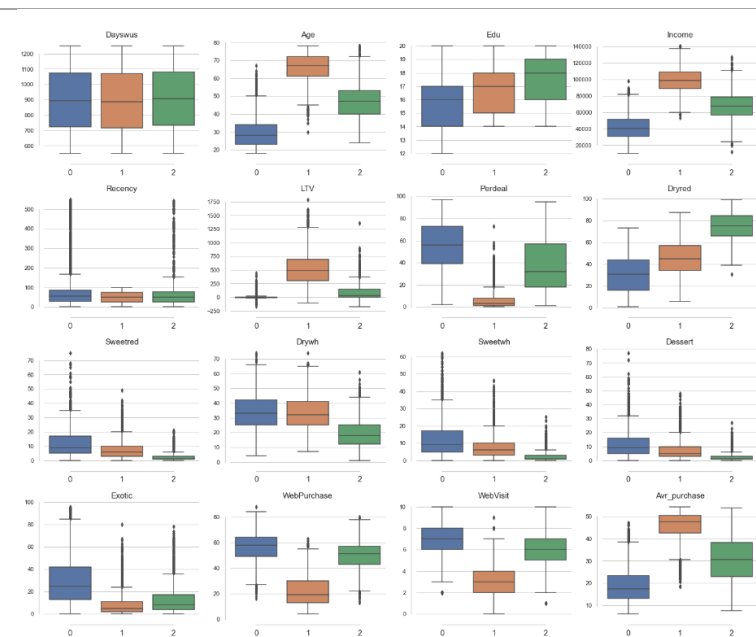 Dayswus Age Edu Income
1200 1100 1000 900 800 700 600
80 70 60 50 40 30 20
20 19 18 17 16 15 14 13 12
140000 120000 100000 80000 60000 40000 20000
0 1 2 0 1 2 0 1 2 0 1 2
Recency LTV Perdeal Dryred
500 400 300 200 100 0
1750 1500 1250 1000 750 500 250 0 -250
100 80 60 40 20 0
100 80 60 40 20 0
0 1 2 0 1 2 0 1 2 0 1 2
Sweetred Drywh Sweetwh Dessert
70 60 50 40 30 20 10 0
70 60 50 40 30 20 10 0
60 50 40 30 20 10 0
80 70 60 50 40 30 20 10 0
0 1 2 0 1 2 0 1 2 0 1 2
Exotic WebPurchase WebVisit Avr_purchase
100 80 60 40 20 0
80 60 40 20 0
10 8 6 4 2 0
50 40 30 20 10
0 1 2 0 1 2 0 1 2 0 1 2